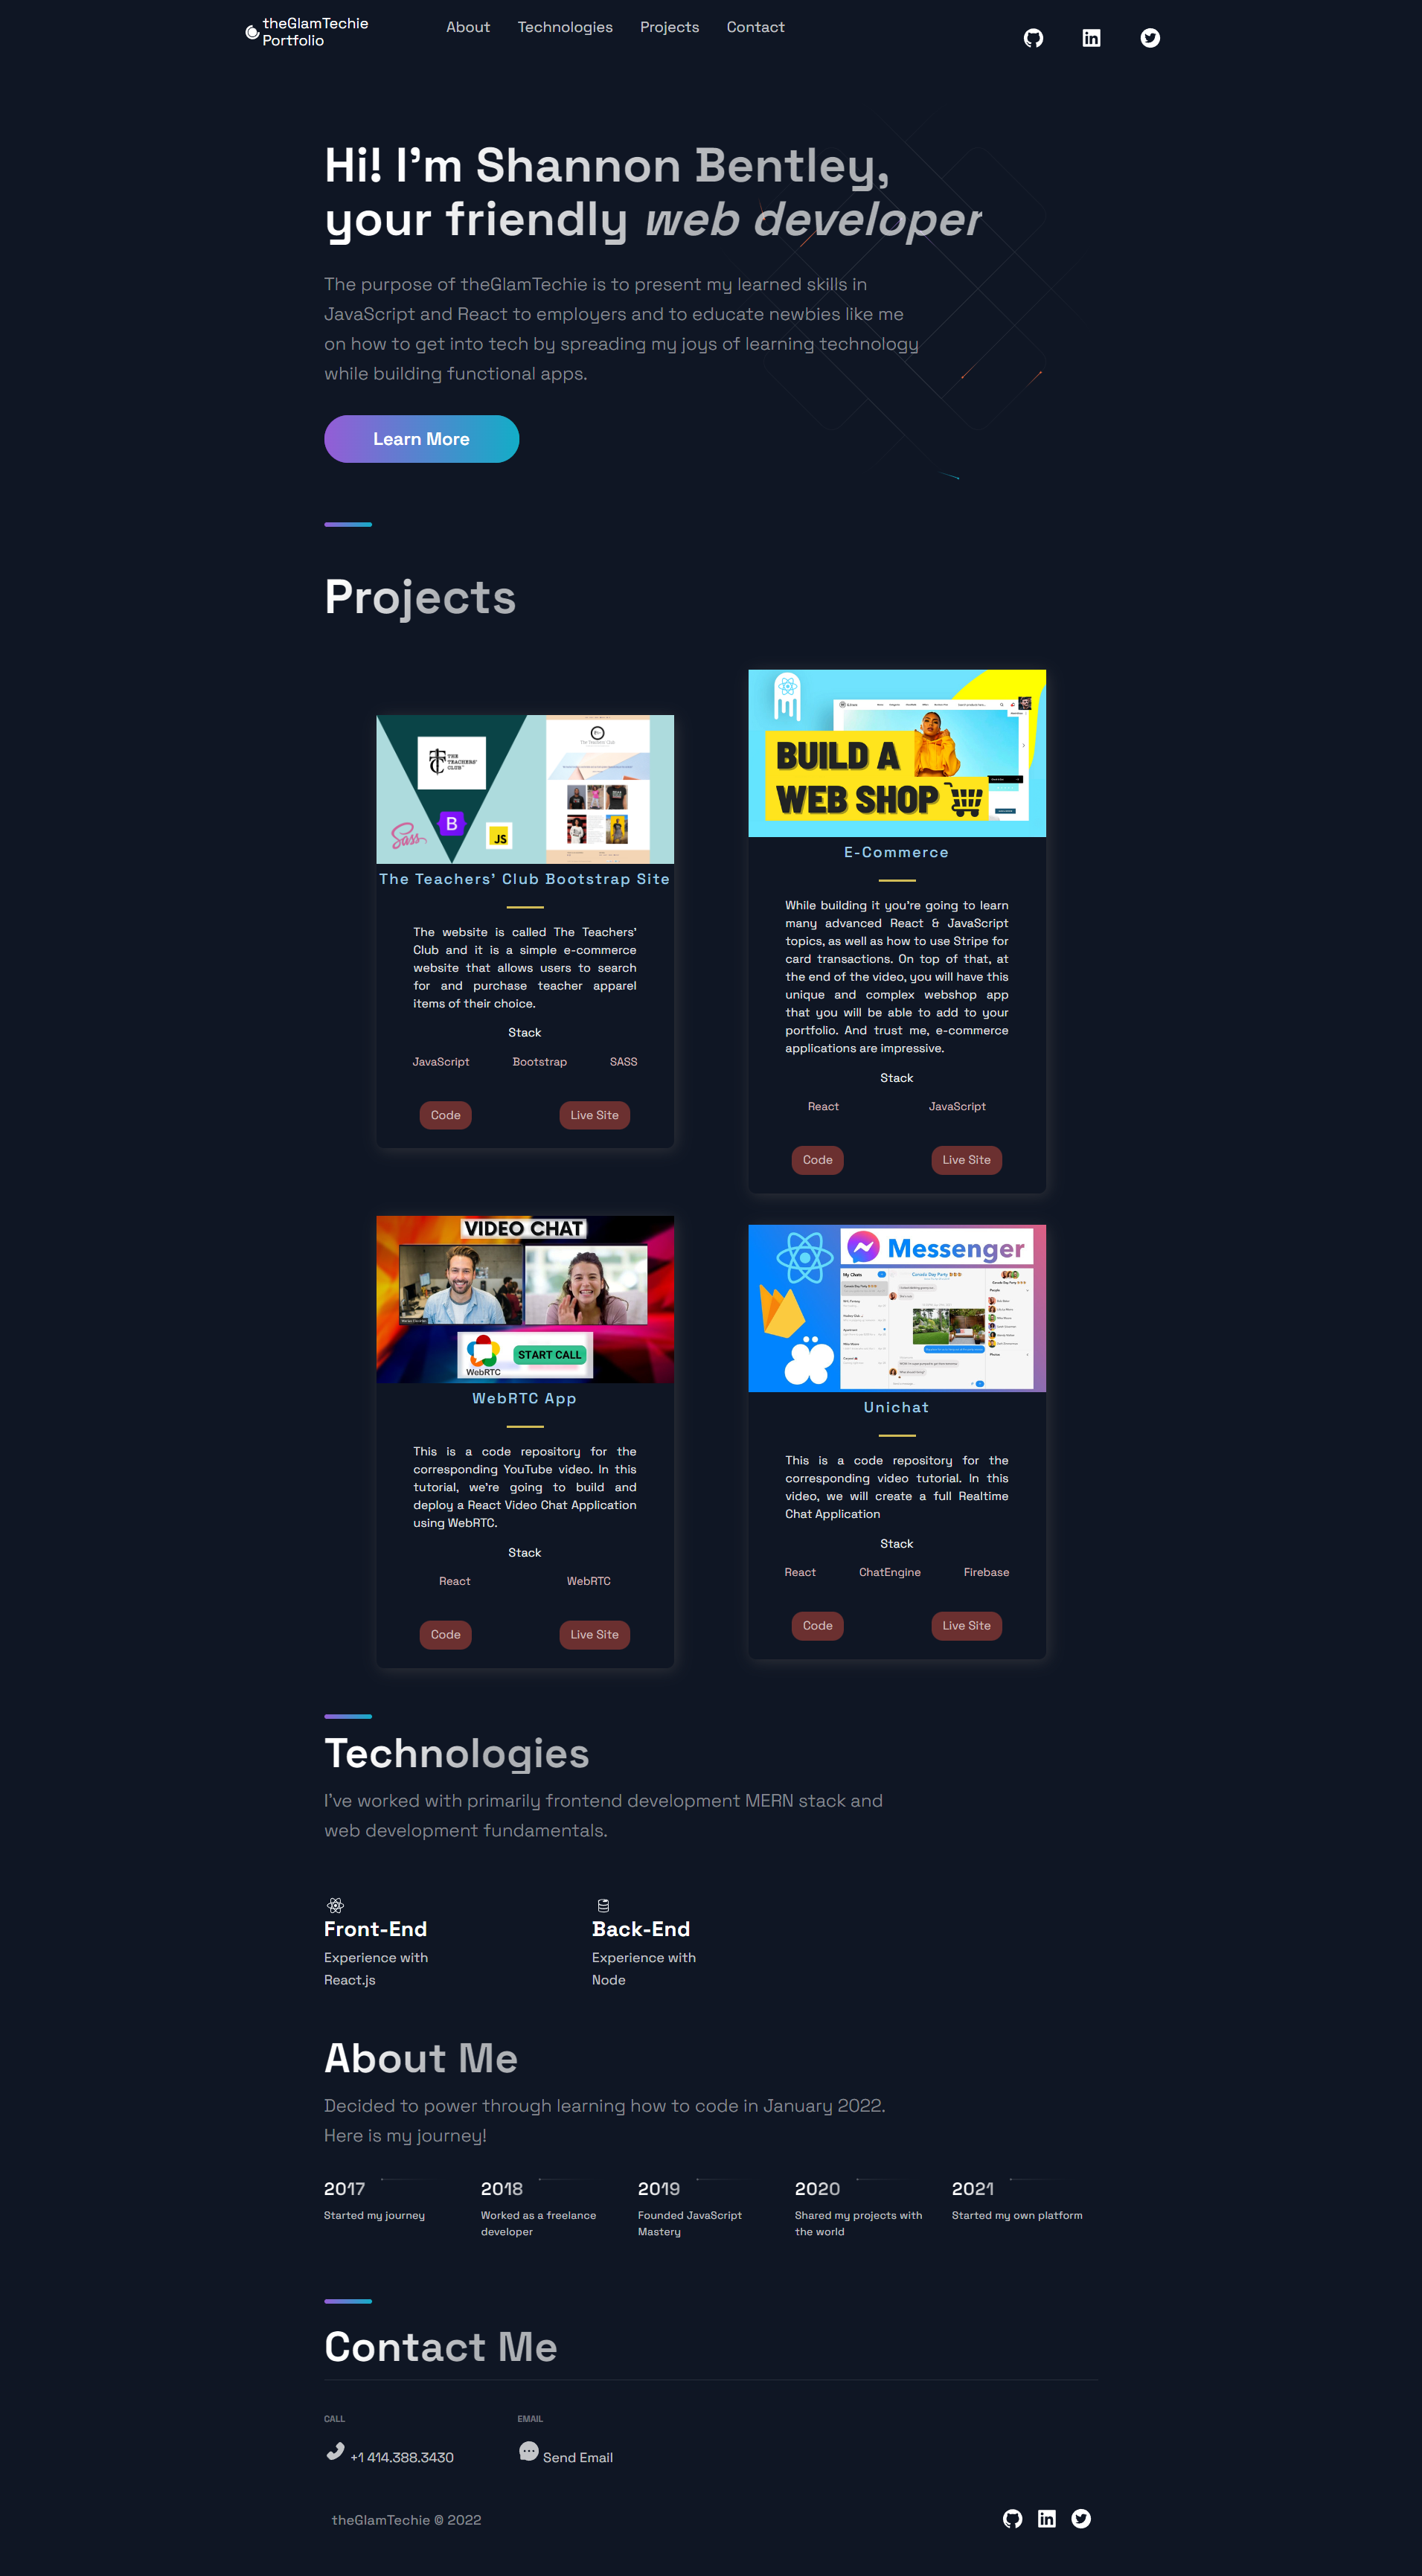 theGlamTechie
Portfolio
About
Technologies
Projects
Contact
Hi! I'm Shannon Bentley,
your friendly web developer
The purpose of theGlamTechie is to present my learned skills in
JavaScript and React to employers and to educate newbies like me
on how to get into tech by spreading my joys of learning technology
while building functional apps.
Learn More
Projects
THE
TEACHERS'
CLUB
Sass
B
JS
The Teachers' Club Bootstrap Site
The website is called The Teachers'
Club and it is a simple e-commerce
website that allows users to search
for and purchase teacher apparel
items of their choice.
Stack
JavaScript
Bootstrap
SASS
Code
Live Site
BUILD A
WEB SHOP
E-Commerce
While building it you're going to learn
many advanced React & JavaScript
topics, as well as how to use Stripe for
card transactions. On top of that, at
the end of the video, you will have this
unique and complex webshop app
that you will be able to add to your
portfolio. And trust me, e-commerce
applications are impressive.
Stack
React
JavaScript
Code
Live Site
VIDEO CHAT
WebRTC
START CALL
WebRTC App
This is a code repository for the
corresponding YouTube video. In this
tutorial, we're going to build and
deploy a React Video Chat Application
using WebRTC.
Stack
React
WebRTC
Code
Live Site
Messenger
My Chats
Canada Day Party
People
Photos
Unichat
This is a code repository for the
corresponding video tutorial. In this
video, we will create a full Realtime
Chat Application
Stack
React
ChatEngine
Firebase
Code
Live Site
Technologies
I've worked with primarily frontend development MERN stack and
web development fundamentals.
Front-End
Experience with
React.js
Back-End
Experience with
Node
About Me
Decided to power through learning how to code in January 2022.
Here is my journey!
2017
Started my journey
2018
Worked as a freelance
developer
2019
Founded JavaScript
Mastery
2020
Shared my projects with
the world
2021
Started my own platform
Contact Me
CALL
+1 414.388.3430
EMAIL
Send Email
theGlamTechie © 2022